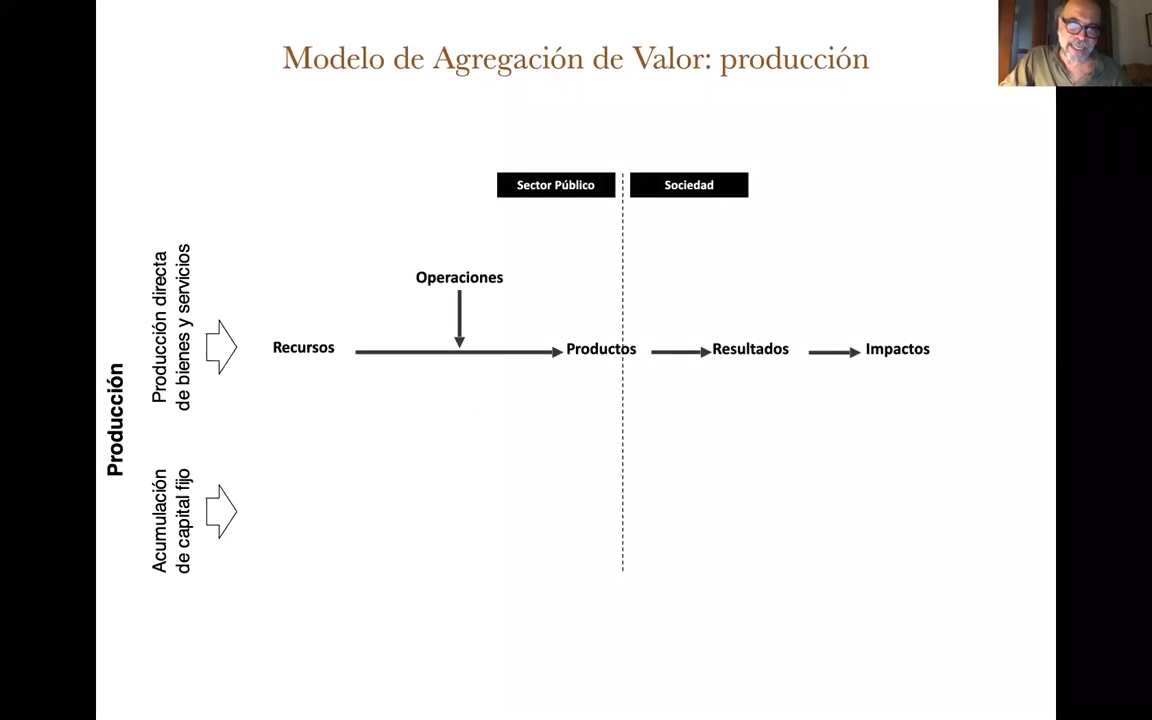 Modelo de Agregación de Valor: producción
Sector Público
Sociedad
Producción
Producción directa
de bienes y servicios
Operaciones
Recursos
Productos
Resultados
Impactos
Acumulación
de capital fijo